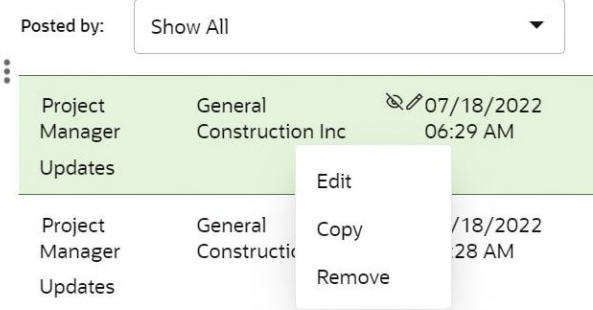 Posted by: Show All
Project General 07/18/2022
Manager Construction Inc 06:29 AM
Updates
Edit
Copy
Remove
Project General /18/2022
Manager Constructic :28 AM
Updates